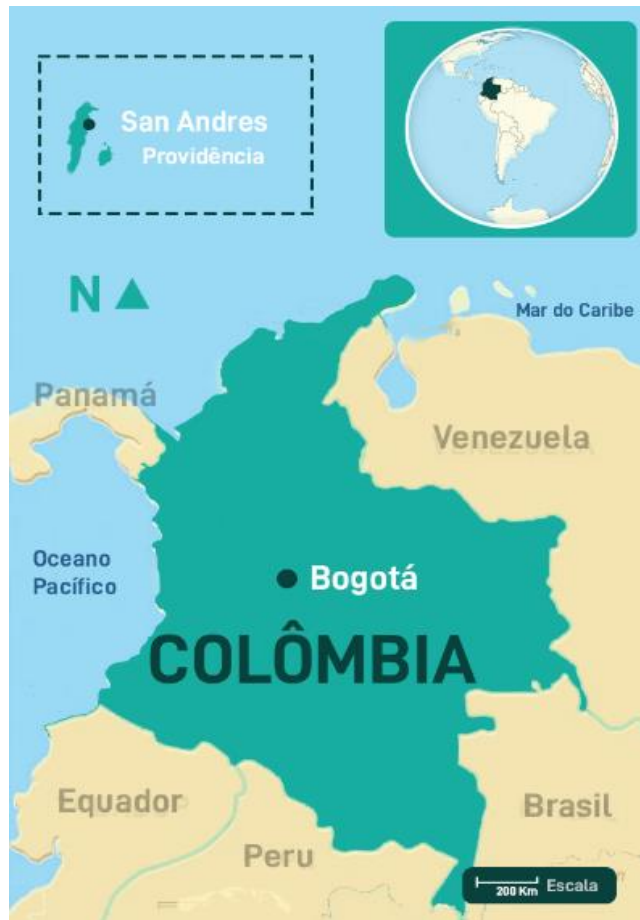 San Andres
Providência
N
Mar do Caribe
Panamá
Venezuela
Oceano
Pacífico
Bogotá
COLÔMBIA
Equador
Brasil
Peru
200 Km Escala